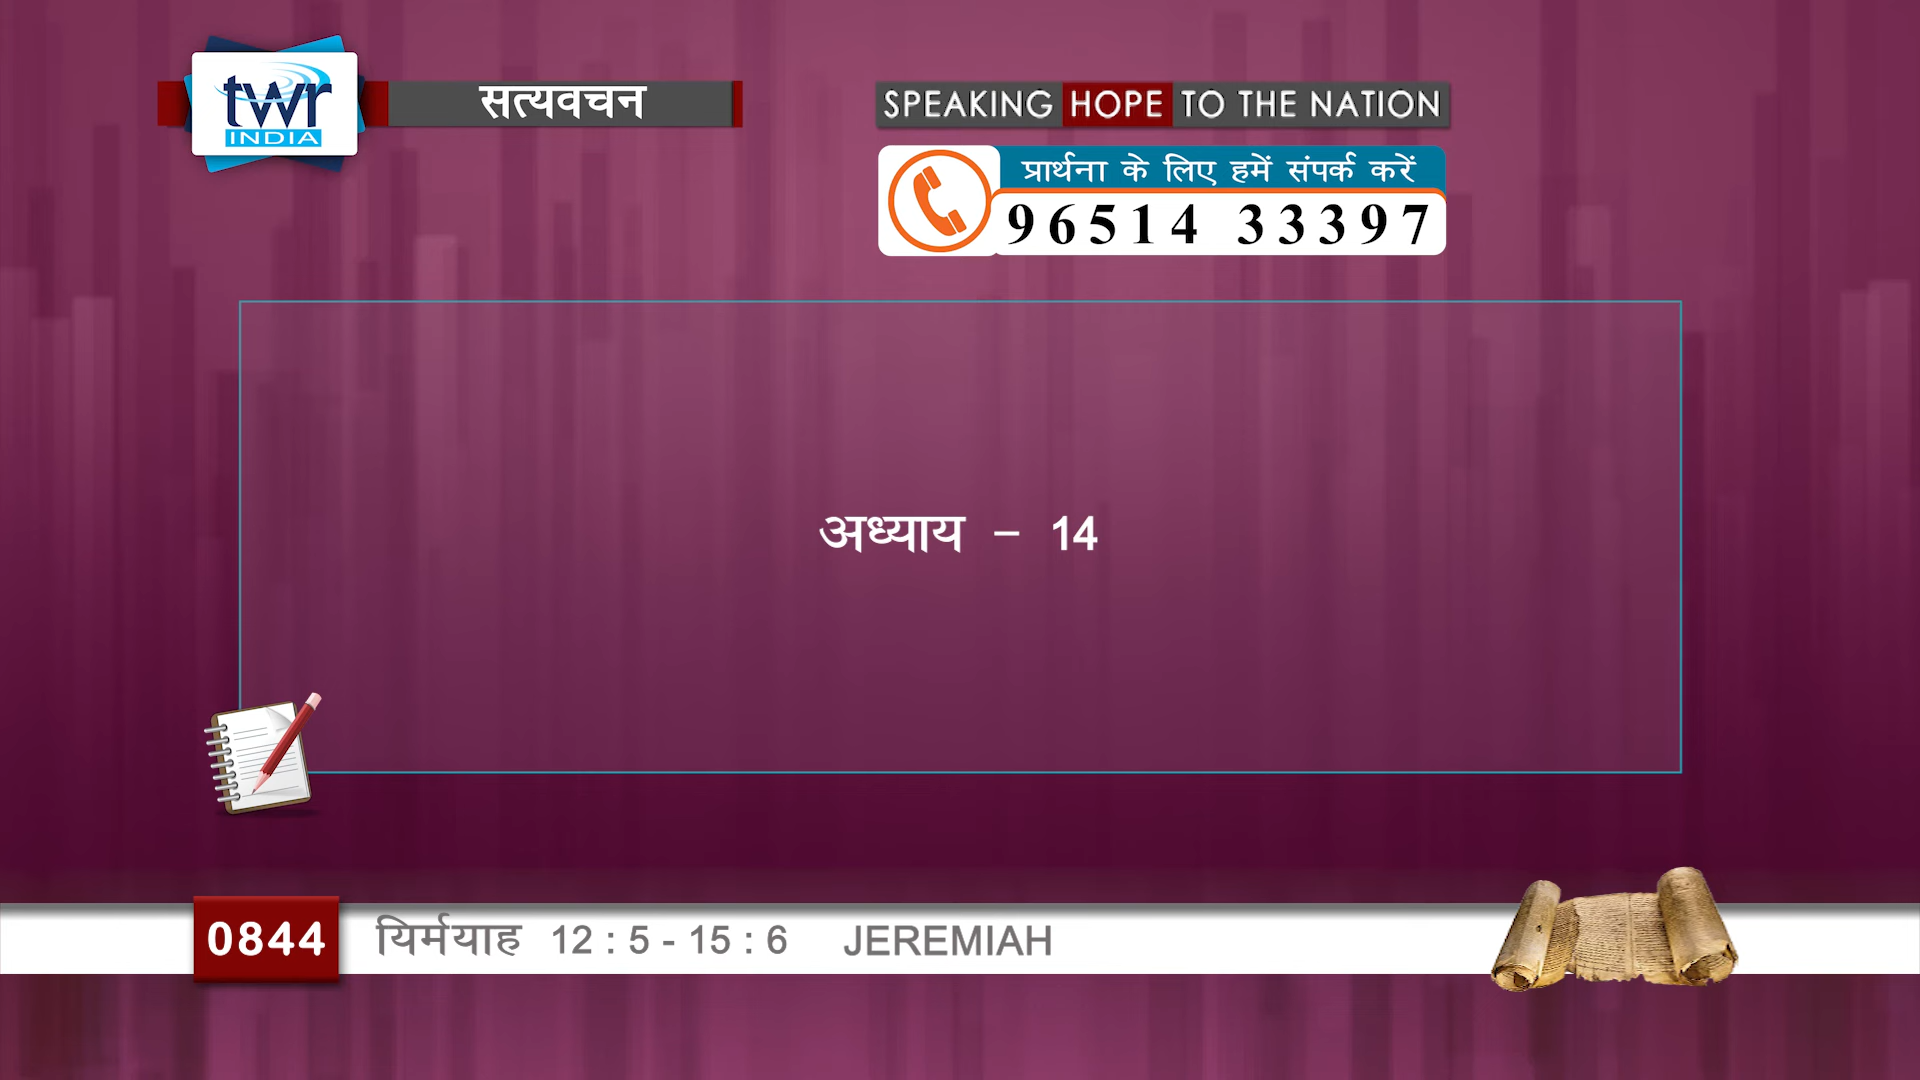 twr
INDIA
सत्यवचन
SPEAKING HOPE TO THE NATION
प्रार्थना के लिए हमें संपर्क करें
96514 33397
अध्याय - 14
0844 यिर्मयाह 12 : 5 - 15 : 6 JEREMIAH